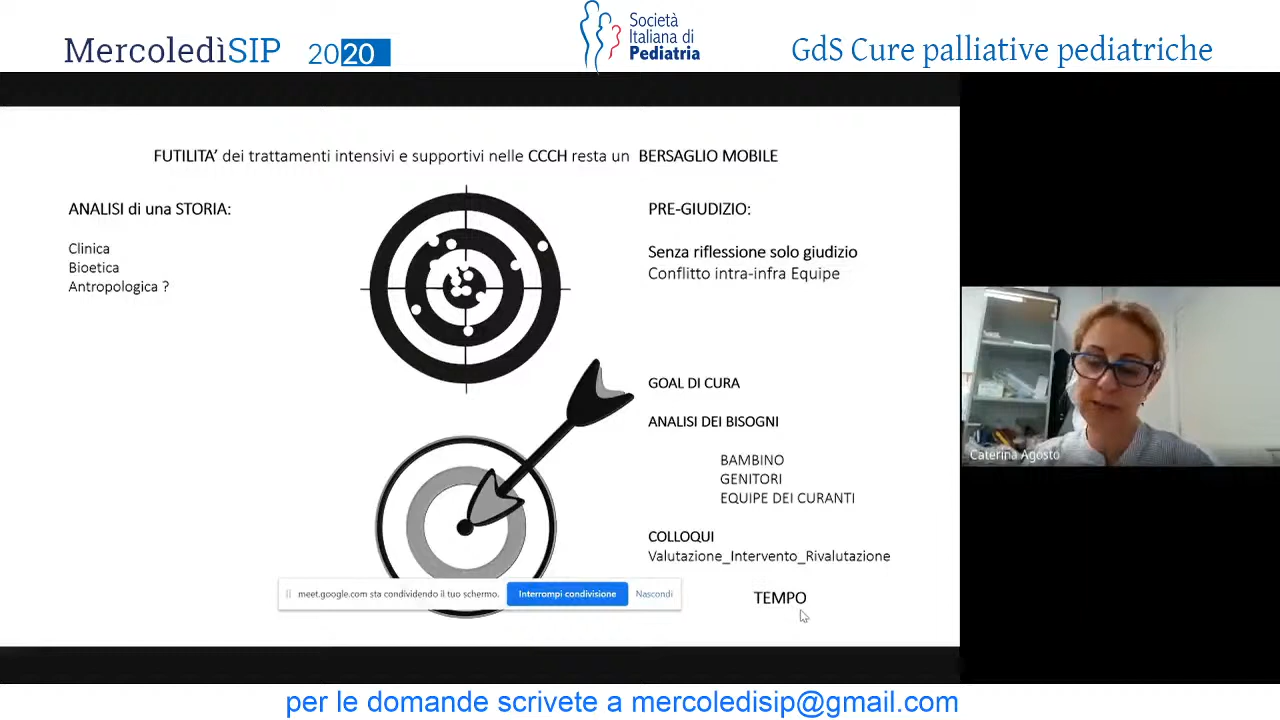 MercoledìSIP 2020
Società
Italiana di
Pediatria
GdS Cure palliative pediatriche
FUTILITA' dei trattamenti intensivi e supportivi nelle CCCH resta un BERSAGLIO MOBILE
ANALISI di una STORIA:
Clinica
Bioetica
Antropologica ?
PRE-GIUDIZIO:
Senza riflessione solo giudizio
Conflitto intra-infra Equipe
GOAL DI CURA
ANALISI DEI BISOGNI
BAMBINO
GENITORI
EQUIPE DEI CURANTI
COLLOQUI
Valutazione_Intervento_Rivalutazione
TEMPO
meet.google.com sta condividendo il tuo schermo.
Interrompi condivisione
Nascondi
Caterina Agosto
per le domande scrivete a mercoledisip@gmail.com